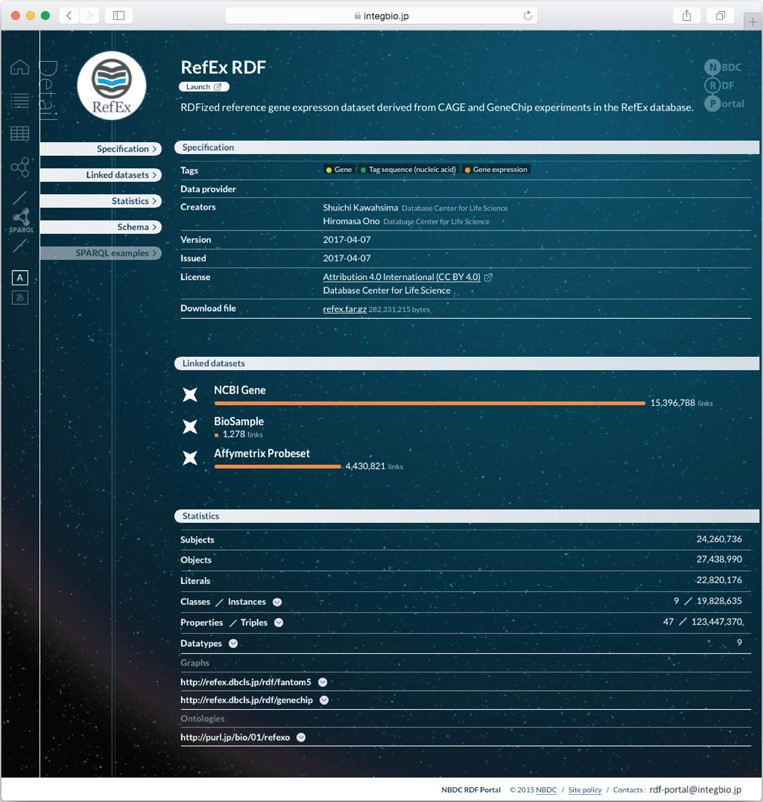 integbio.jp
Detail
RefEx
RefEx RDF
Launch
RDFized reference gene expresson dataset derived from CAGE and GeneChip experiments in the RefEx database.
NBDC
RDF
Portal
Specification
Linked datasets
Statistics
Schema
SPARQL examples
SPARQL
A
あ
Specification
Tags Gene Tag sequence (nucleic acid) Gene expression
Data provider
Creators Shuichi Kawahsima Database Center for Life Science
Hiromasa Ono Database Center for Life Science
Version 2017-04-07
Issued 2017-04-07
License Attribution 4.0 International (CC BY 4.0)
Database Center for Life Science
Download file refex.tar.gz 282,331,215 bytes
Linked datasets
NCBI Gene
15,396,788 links
BioSample
1,278 links
Affymetrix Probeset
4,430,821 links
Statistics
Subjects 24,260,736
Objects 27,438,990
Literals 22,820,176
Classes / Instances 9 / 19,828,635
Properties / Triples 47 / 123,447,370,
Datatypes 9
Graphs
http://refex.dbcls.jp/rdf/fantom5
http://refex.dbcls.jp/rdf/genechip
Ontologies
http://purl.jp/bio/01/refexo
NBDC RDF Portal © 2015 NBDC / Site policy / Contacts : rdf-portal@integbio.jp